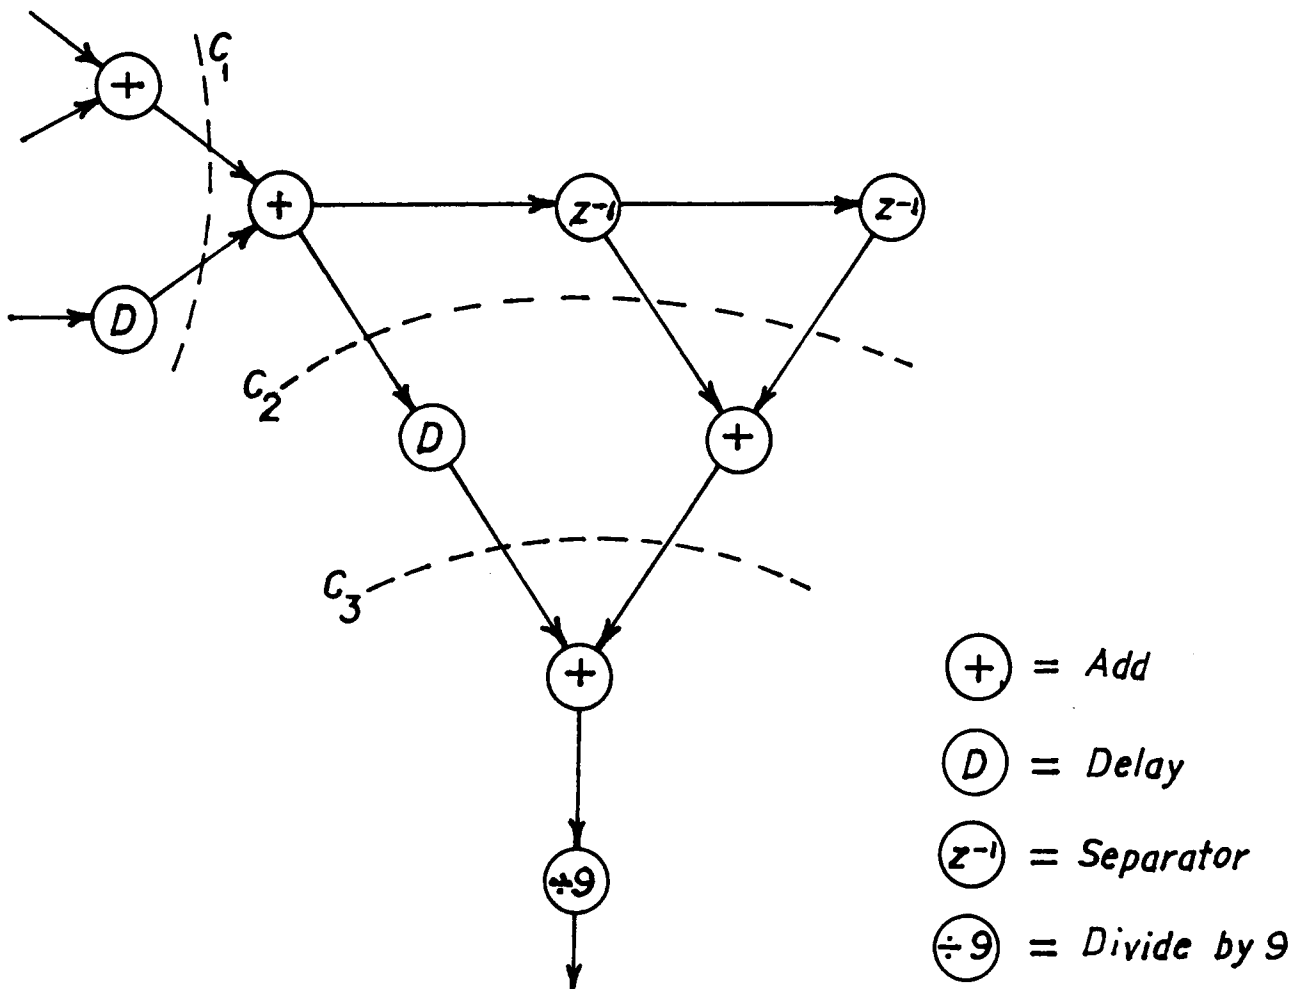 C1
+
+
z-1
z-1
D
C2
D
+
C3
+
+ = Add
D = Delay
z-1 = Separator
÷9
÷9 = Divide by 9